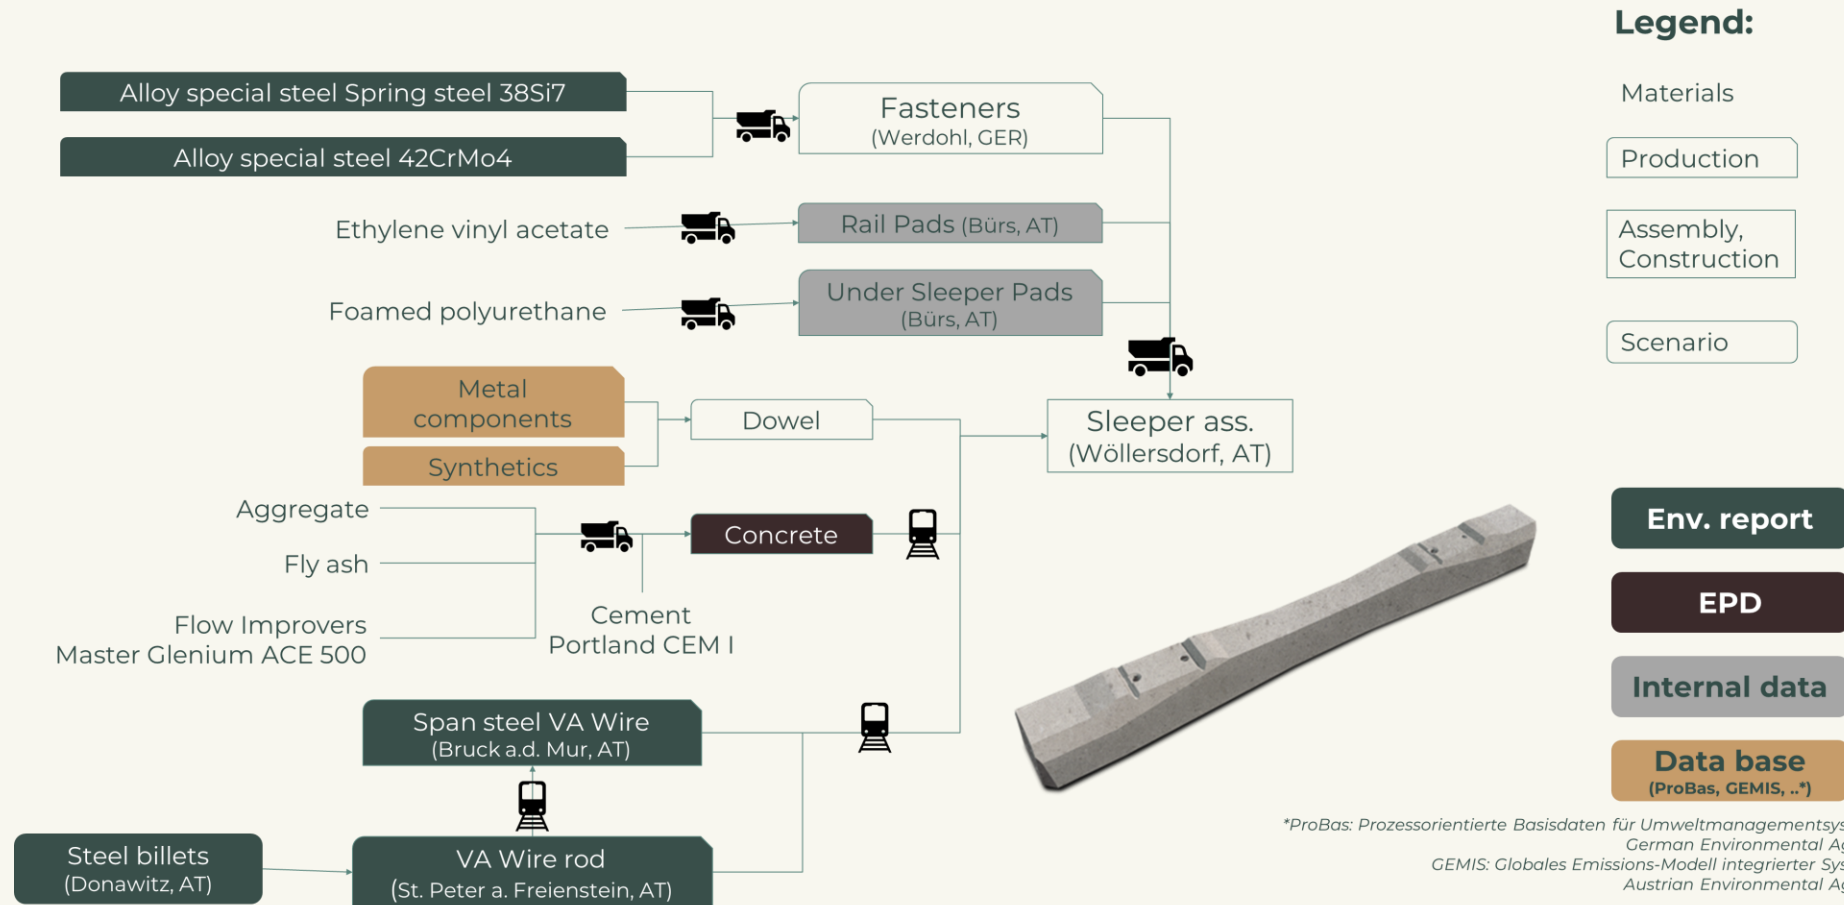 Legend:
Alloy special steel Spring steel 38Si7
Alloy special steel 42CrMo4
Fasteners
(Werdohl, GER)
Materials
Production
Ethylene vinyl acetate
Rail Pads (Bürs, AT)
Assembly,
Construction
Foamed polyurethane
Under Sleeper Pads
(Bürs, AT)
Scenario
Metal
components
Synthetics
Dowel
Sleeper ass.
(Wöllersdorf, AT)
Aggregate
Fly ash
Flow Improvers
Master Glenium ACE 500
Concrete
Cement
Portland CEM I
Span steel VA Wire
(Bruck a.d. Mur, AT)
Steel billets
(Donawitz, AT)
VA Wire rod
(St. Peter a. Freienstein, AT)
Env. report
EPD
Internal data
Data base
(ProBas, GEMIS, ..*)
*ProBas: Prozessorientierte Basisdaten für Umweltmanagementsys
German Environmental Ag
GEMIS: Globales Emissions-Modell integrierter Sys
Austrian Environmental Ag